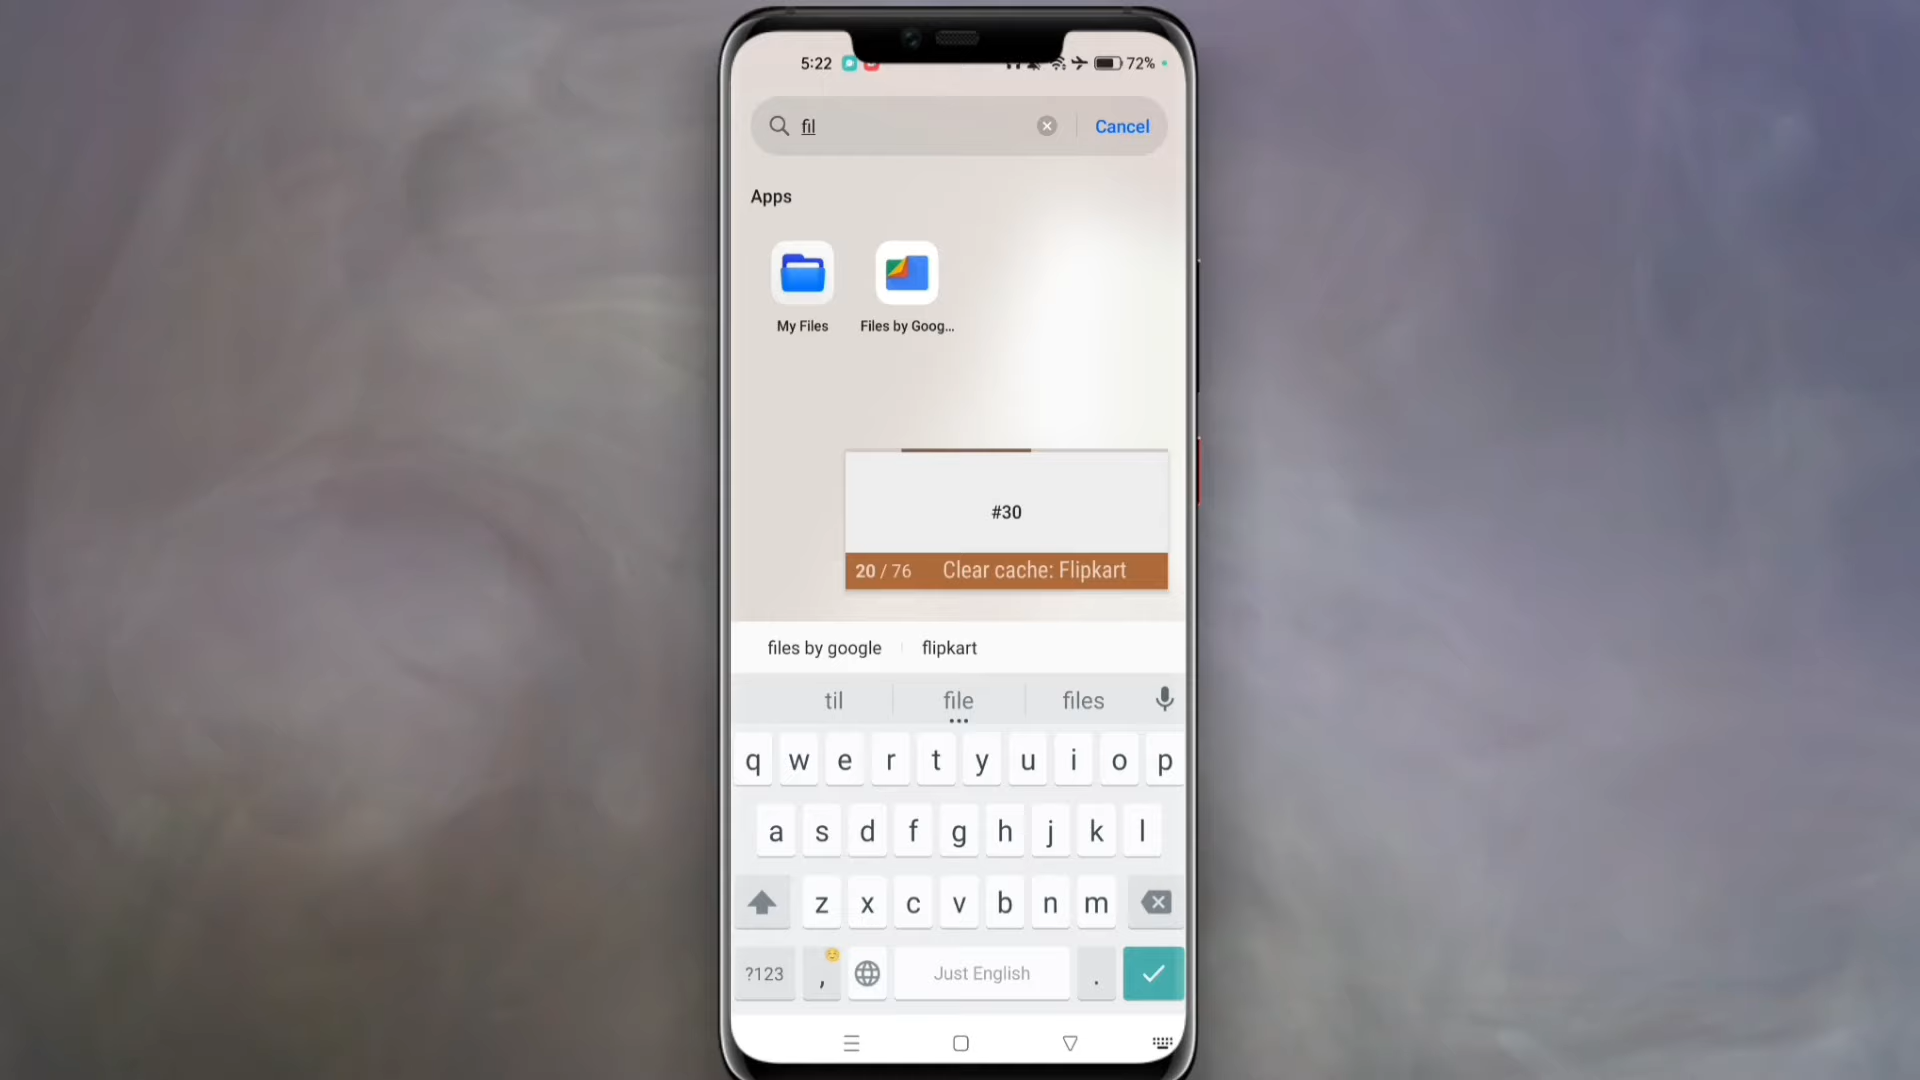 5:22
72%
fil
Cancel
Apps
My Files
Files by Goog...
#30
20 / 76 Clear cache: Flipkart
files by google
flipkart
til
file
files
q w e r t y u i o p
a s d f g h j k l
z x c v b n m
?123 , Just English .